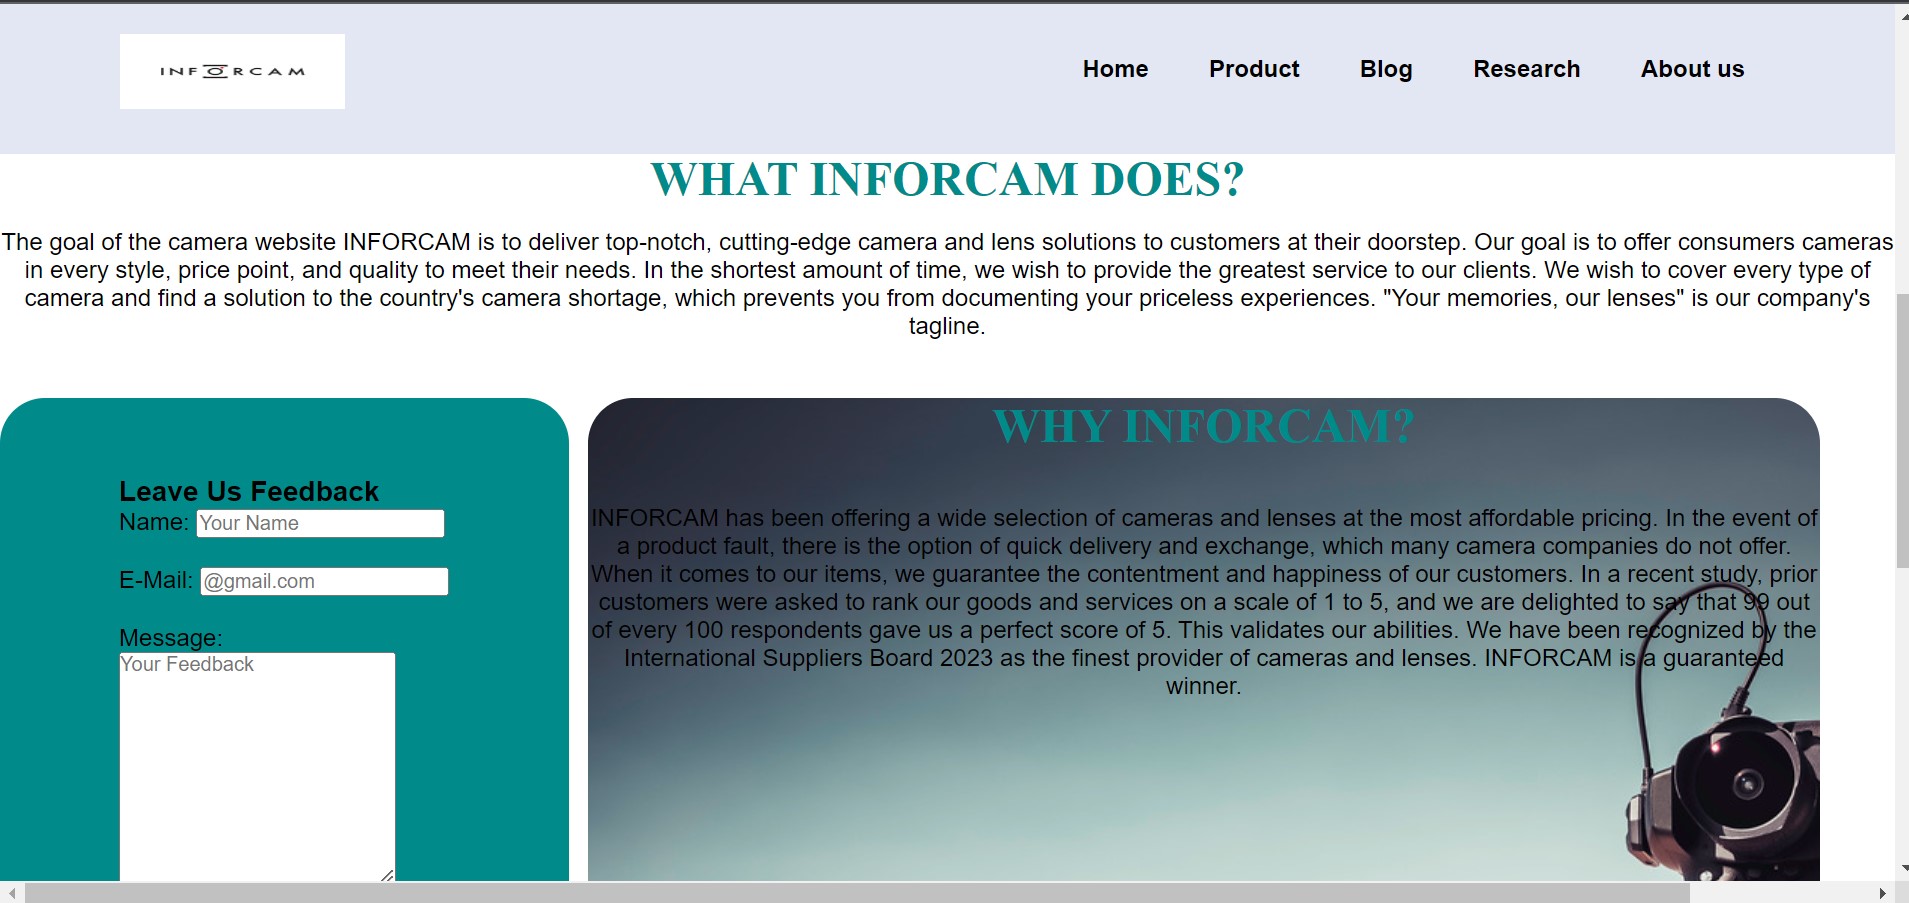 INFORCAM
Home Product Blog Research About us
WHAT INFORCAM DOES?
The goal of the camera website INFORCAM is to deliver top-notch, cutting-edge camera and lens solutions to customers at their doorstep. Our goal is to offer consumers cameras
in every style, price point, and quality to meet their needs. In the shortest amount of time, we wish to provide the greatest service to our clients. We wish to cover every type of
camera and find a solution to the country's camera shortage, which prevents you from documenting your priceless experiences. "Your memories, our lenses" is our company's
tagline.
Leave Us Feedback
Name: Your Name
E-Mail: @gmail.com
Message:
Your Feedback
WHY INFORCAM?
INFORCAM has been offering a wide selection of cameras and lenses at the most affordable pricing. In the event of
a product fault, there is the option of quick delivery and exchange, which many camera companies do not offer.
When it comes to our items, we guarantee the contentment and happiness of our customers. In a recent study, prior
customers were asked to rank our goods and services on a scale of 1 to 5, and we are delighted to say that 99 out
of every 100 respondents gave us a perfect score of 5. This validates our abilities. We have been recognized by the
International Suppliers Board 2023 as the finest provider of cameras and lenses. INFORCAM is a guaranteed
winner.